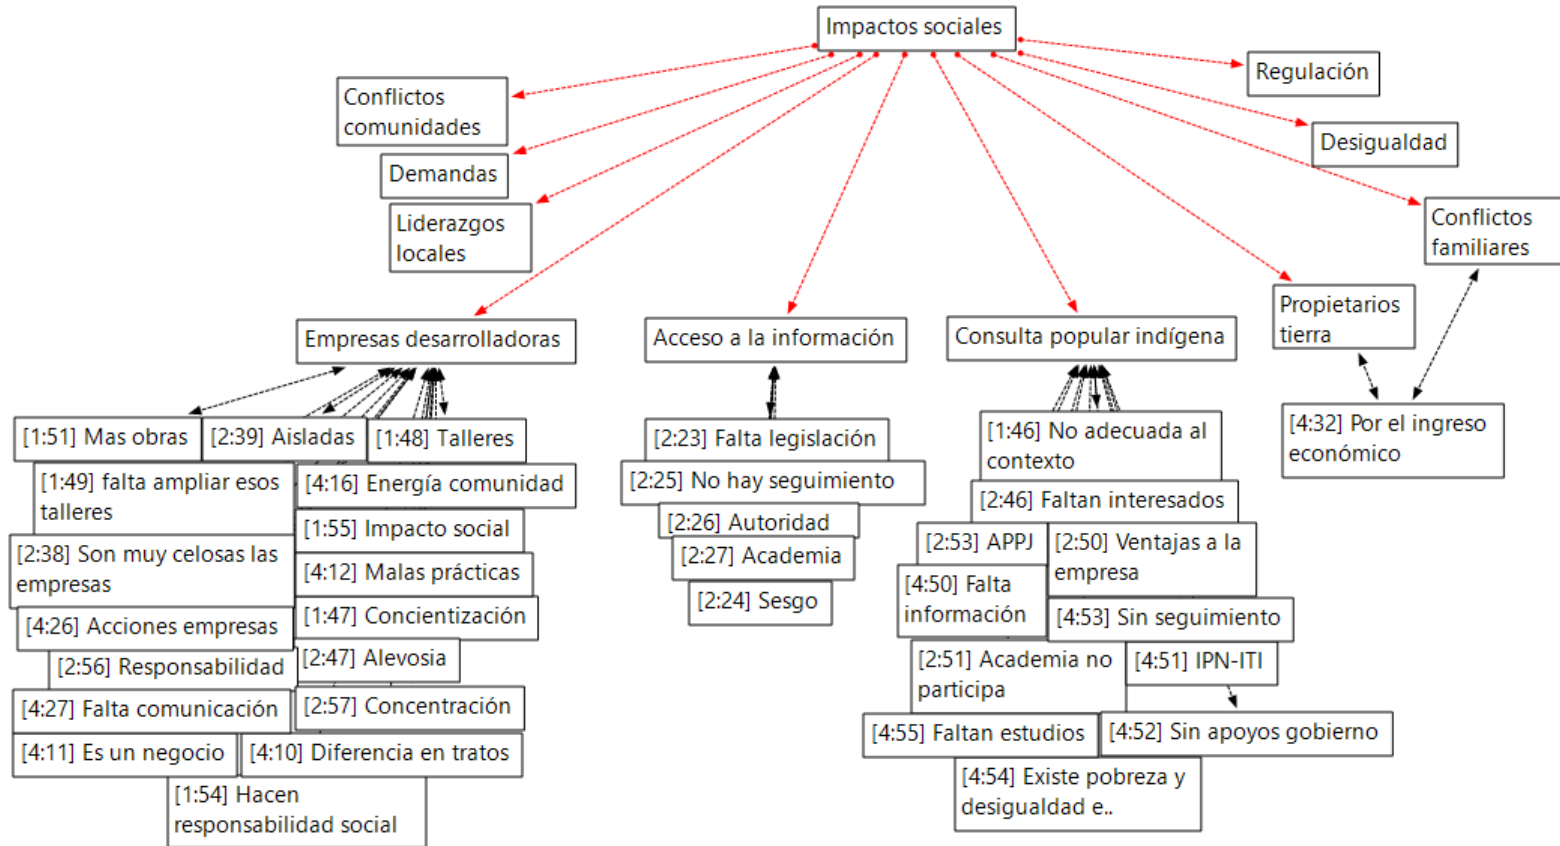 Impactos sociales
Conflictos
comunidades
Demandas
Liderazgos
locales
Regulación
Desigualdad
Conflictos
familiares
Propietarios
tierra
Empresas desarrolladoras
Acceso a la información
Consulta popular indígena
[1:51] Mas obras
[2:39] Aisladas
[1:48] Talleres
[1:49] falta ampliar esos
talleres
[4:16] Energía comunidad
[1:55] Impacto social
[2:38] Son muy celosas las
empresas
[4:12] Malas prácticas
[1:47] Concientización
[4:26] Acciones empresas
[2:56] Responsabilidad
[2:47] Alevosia
[4:27] Falta comunicación
[2:57] Concentración
[4:11] Es un negocio
[4:10] Diferencia en tratos
[1:54] Hacen
responsabilidad social
[2:23] Falta legislación
[2:25] No hay seguimiento
[2:26] Autoridad
[2:27] Academia
[2:24] Sesgo
[1:46] No adecuada al
contexto
[2:46] Faltan interesados
[2:53] APPJ
[2:50] Ventajas a la
empresa
[4:50] Falta
información
[4:53] Sin seguimiento
[2:51] Academia no
participa
[4:51] IPN-ITI
[4:55] Faltan estudios
[4:52] Sin apoyos gobierno
[4:54] Existe pobreza y
desigualdad e..
[4:32] Por el ingreso
económico